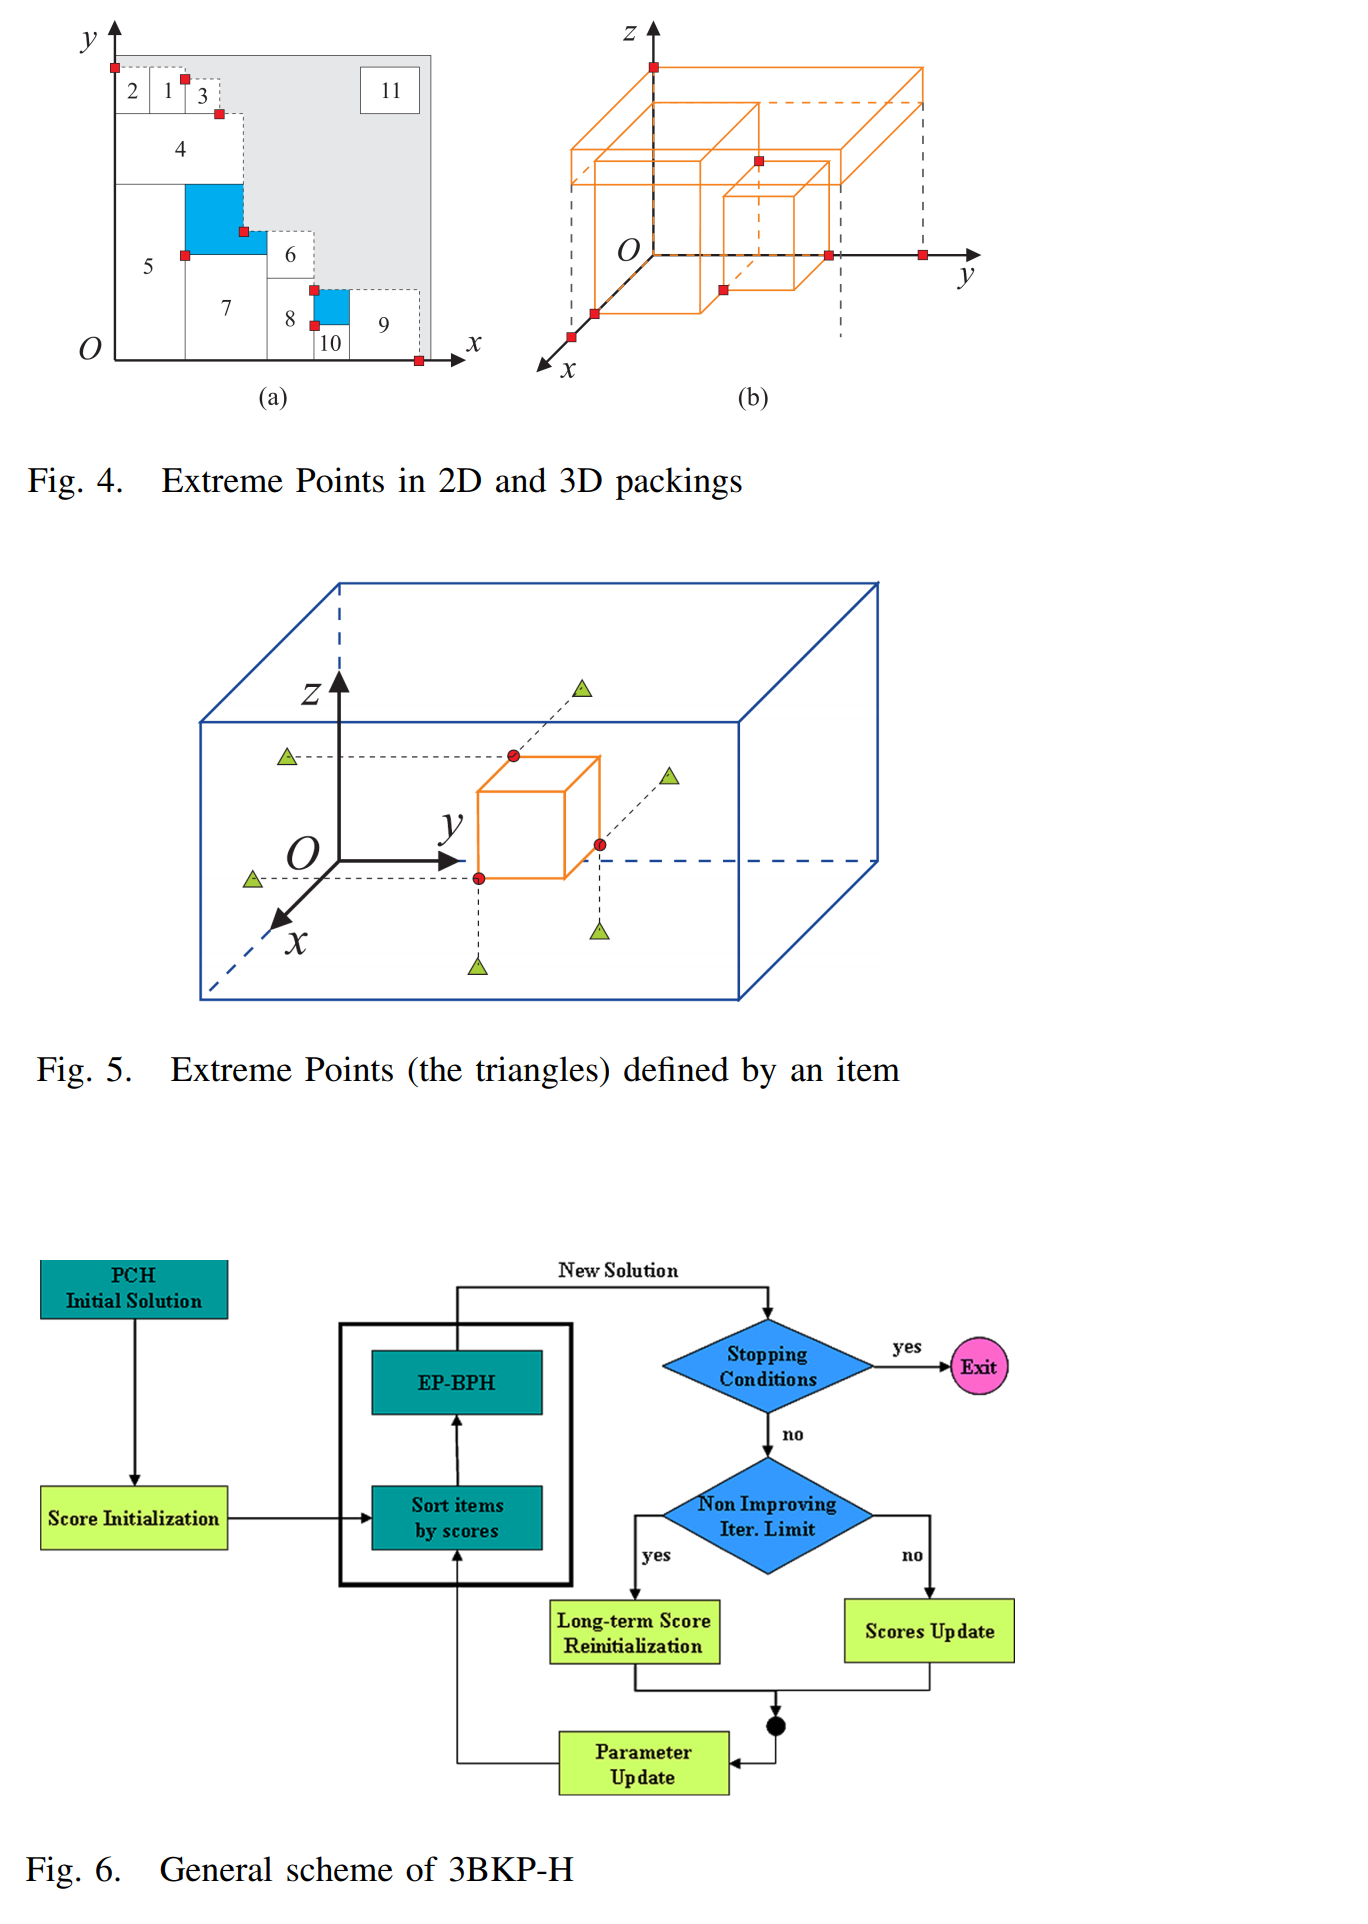 y
2 1 3 11
4
5
6
7
8
9
10
O
x
(a)
z
O
y
x
(b)
Fig. 4. Extreme Points in 2D and 3D packings
z
y
O
x
Fig. 5. Extreme Points (the triangles) defined by an item
New Solution
PCH
Initial Solution
Stopping
Conditions
yes
Exit
EP-BPH
no
Score Initialization
Sort items
by scores
Non Improving
Iter. Limit
yes
no
Long-term Score
Reinitialization
Scores Update
Parameter
Update
Fig. 6. General scheme of 3BKP-H